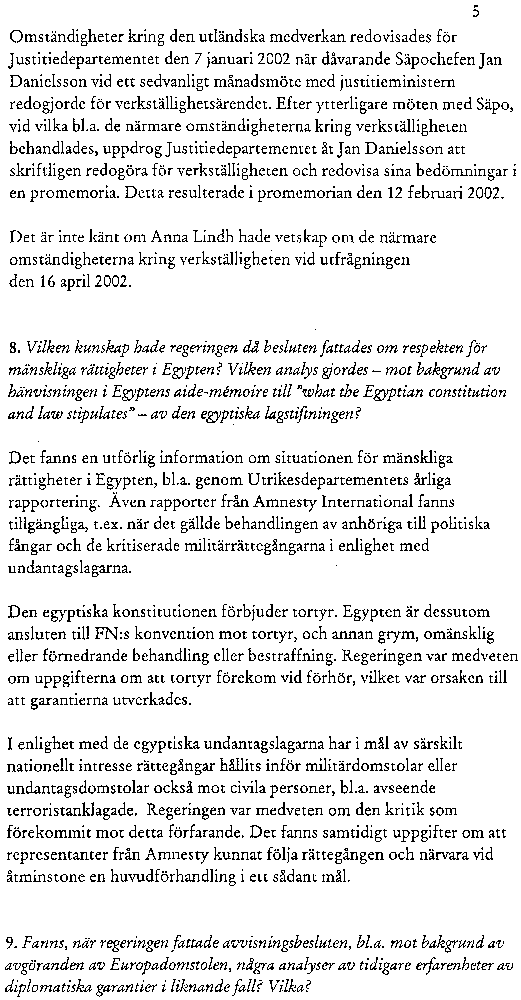 5
Omständigheter kring den utländska medverkan redovisades för
Justitiedepartementet den 7 januari 2002 när dåvarande Säpochefen Jan
Danielsson vid ett sedvanligt månadsmöte med justitieministern
redogjorde för verkställighetsärendet. Efter ytterligare möten med Säpo,
vid vilka bl.a. de närmare omständigheterna kring verkställigheten
behandlades, uppdrog Justitiedepartementet åt Jan Danielsson att
skriftligen redogöra för verkställigheten och redovisa sina bedömningar i
en promemoria. Detta resulterade i promemorian den 12 februari 2002.
Det är inte känt om Anna Lindh hade vetskap om de närmare
omständigheterna kring verkställigheten vid utfrågningen
den 16 april 2002.
8. Vilken kunskap hade regeringen då besluten fattades om respekten för
mänskliga rättigheter i Egypten? Vilken analys gjordes – mot bakgrund av
hänvisningen i Egyptens aide-mémoire till ”what the Egyptian constitution
and law stipulates” – av den egyptiska lagstiftningen?
Det fanns en utförlig information om situationen för mänskliga
rättigheter i Egypten, bl.a. genom Utrikesdepartementets årliga
rapportering. Även rapporter från Amnesty International fanns
tillgängliga, t.ex. när det gällde behandlingen av anhöriga till politiska
fångar och de kritiserade militärrättegångarna i enlighet med
undantagslagarna.
Den egyptiska konstitutionen förbjuder tortyr. Egypten är dessutom
ansluten till FN:s konvention mot tortyr, och annan grym, omänsklig
eller förnedrande behandling eller bestraffning. Regeringen var medveten
om uppgifterna om att tortyr förekom vid förhör, vilket var orsaken till
att garantierna utverkades.
I enlighet med de egyptiska undantagslagarna har i mål av särskilt
nationellt intresse rättegångar hållits inför militärdomstolar eller
undantagsdomstolar också mot civila personer, bl.a. avseende
terroristanklagade. Regeringen var medveten om den kritik som
förekommit mot detta förfarande. Det fanns samtidigt uppgifter om att
representanter från Amnesty kunnat följa rättegången och närvara vid
åtminstone en huvudförhandling i ett sådant mål.
9. Fanns, när regeringen fattade avvisningsbesluten, bl.a. mot bakgrund av
avgöranden av Europadomstolen, några analyser av tidigare erfarenheter av
diplomatiska garantier i liknande fall? Vilka?